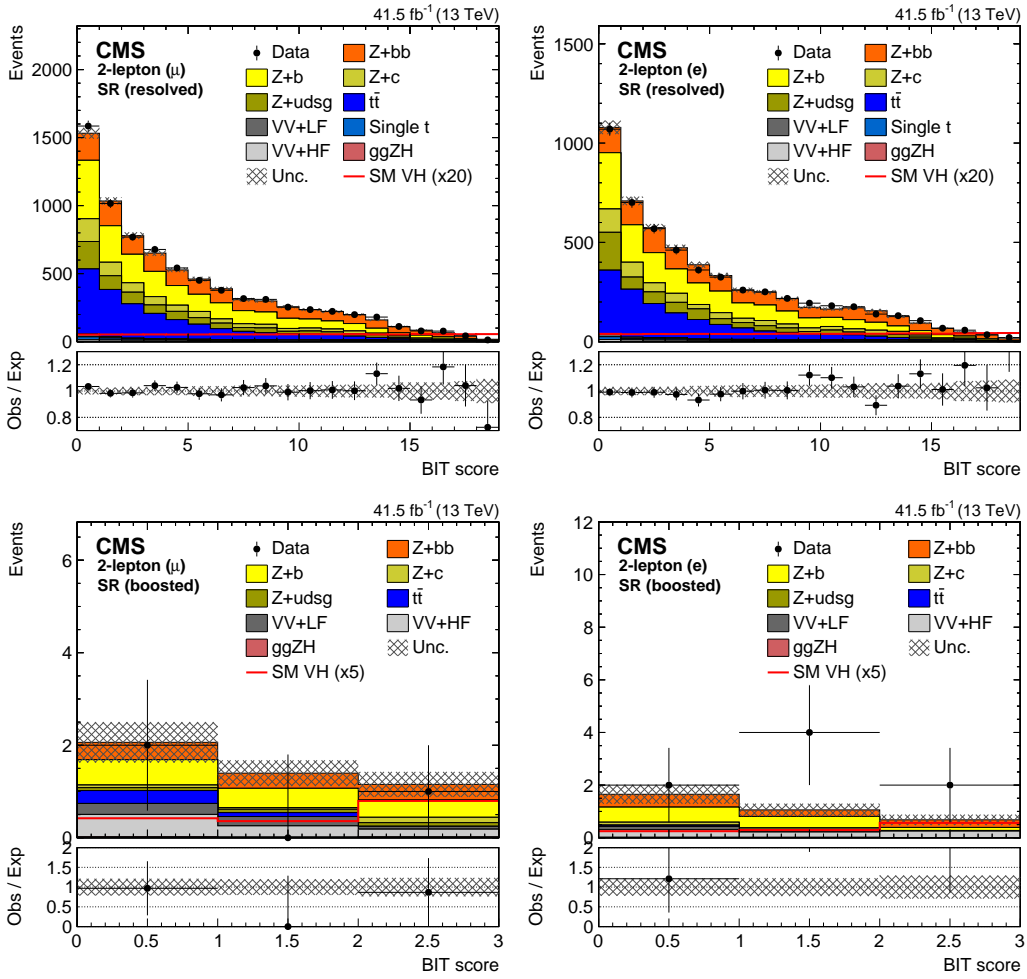 41.5 fb⁻¹ (13 TeV)
Events
CMS
2-lepton (μ)
SR (resolved)
Data
Z+bb
Z+b
Z+c
Z+udsg
tt̄
VV+LF
Single t
VV+HF
ggZH
Unc.
SM VH (x20)
2000
1500
1000
500
0
Obs / Exp
1.2
1
0.8
0 5 10 15
BIT score
41.5 fb⁻¹ (13 TeV)
Events
CMS
2-lepton (e)
SR (resolved)
Data
Z+bb
Z+b
Z+c
Z+udsg
tt̄
VV+LF
Single t
VV+HF
ggZH
Unc.
SM VH (x20)
1500
1000
500
0
Obs / Exp
1.2
1
0.8
0 5 10 15
BIT score
41.5 fb⁻¹ (13 TeV)
Events
CMS
2-lepton (μ)
SR (boosted)
Data
Z+bb
Z+b
Z+c
Z+udsg
tt̄
VV+LF
VV+HF
ggZH
Unc.
SM VH (x5)
6
4
2
0
Obs / Exp
2
1.5
1
0.5
0
0 0.5 1 1.5 2 2.5 3
BIT score
41.5 fb⁻¹ (13 TeV)
Events
CMS
2-lepton (e)
SR (boosted)
Data
Z+bb
Z+b
Z+c
Z+udsg
tt̄
VV+LF
VV+HF
ggZH
Unc.
SM VH (x5)
12
10
8
6
4
2
0
Obs / Exp
2
1.5
1
0.5
0
0 0.5 1 1.5 2 2.5 3
BIT score